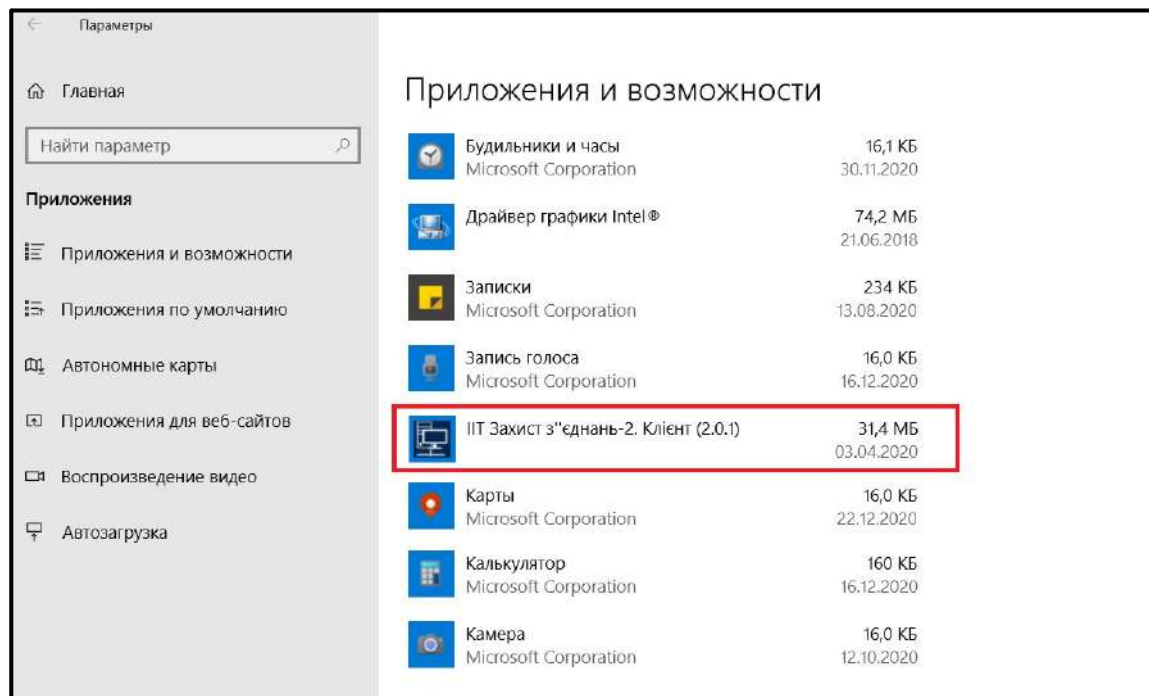 Параметры
Главная
Найти параметр
Приложения
Приложения и возможности
Приложения по умолчанию
Автономные карты
Приложения для веб-сайтов
Воспроизведение видео
Автозагрузка
Приложения и возможности
Будильники и часы 16,1 КБ
Microsoft Corporation 30.11.2020
Драйвер графики Intel® 74,2 МБ
21.06.2018
Записки 234 КБ
Microsoft Corporation 13.08.2020
Запись голоса 16,0 КБ
Microsoft Corporation 16.12.2020
ІІТ Захист з''єднань-2. Клієнт (2.0.1) 31,4 МБ
03.04.2020
Карты 16,0 КБ
Microsoft Corporation 22.12.2020
Калькулятор 160 КБ
Microsoft Corporation 16.12.2020
Камера 16,0 КБ
Microsoft Corporation 12.10.2020